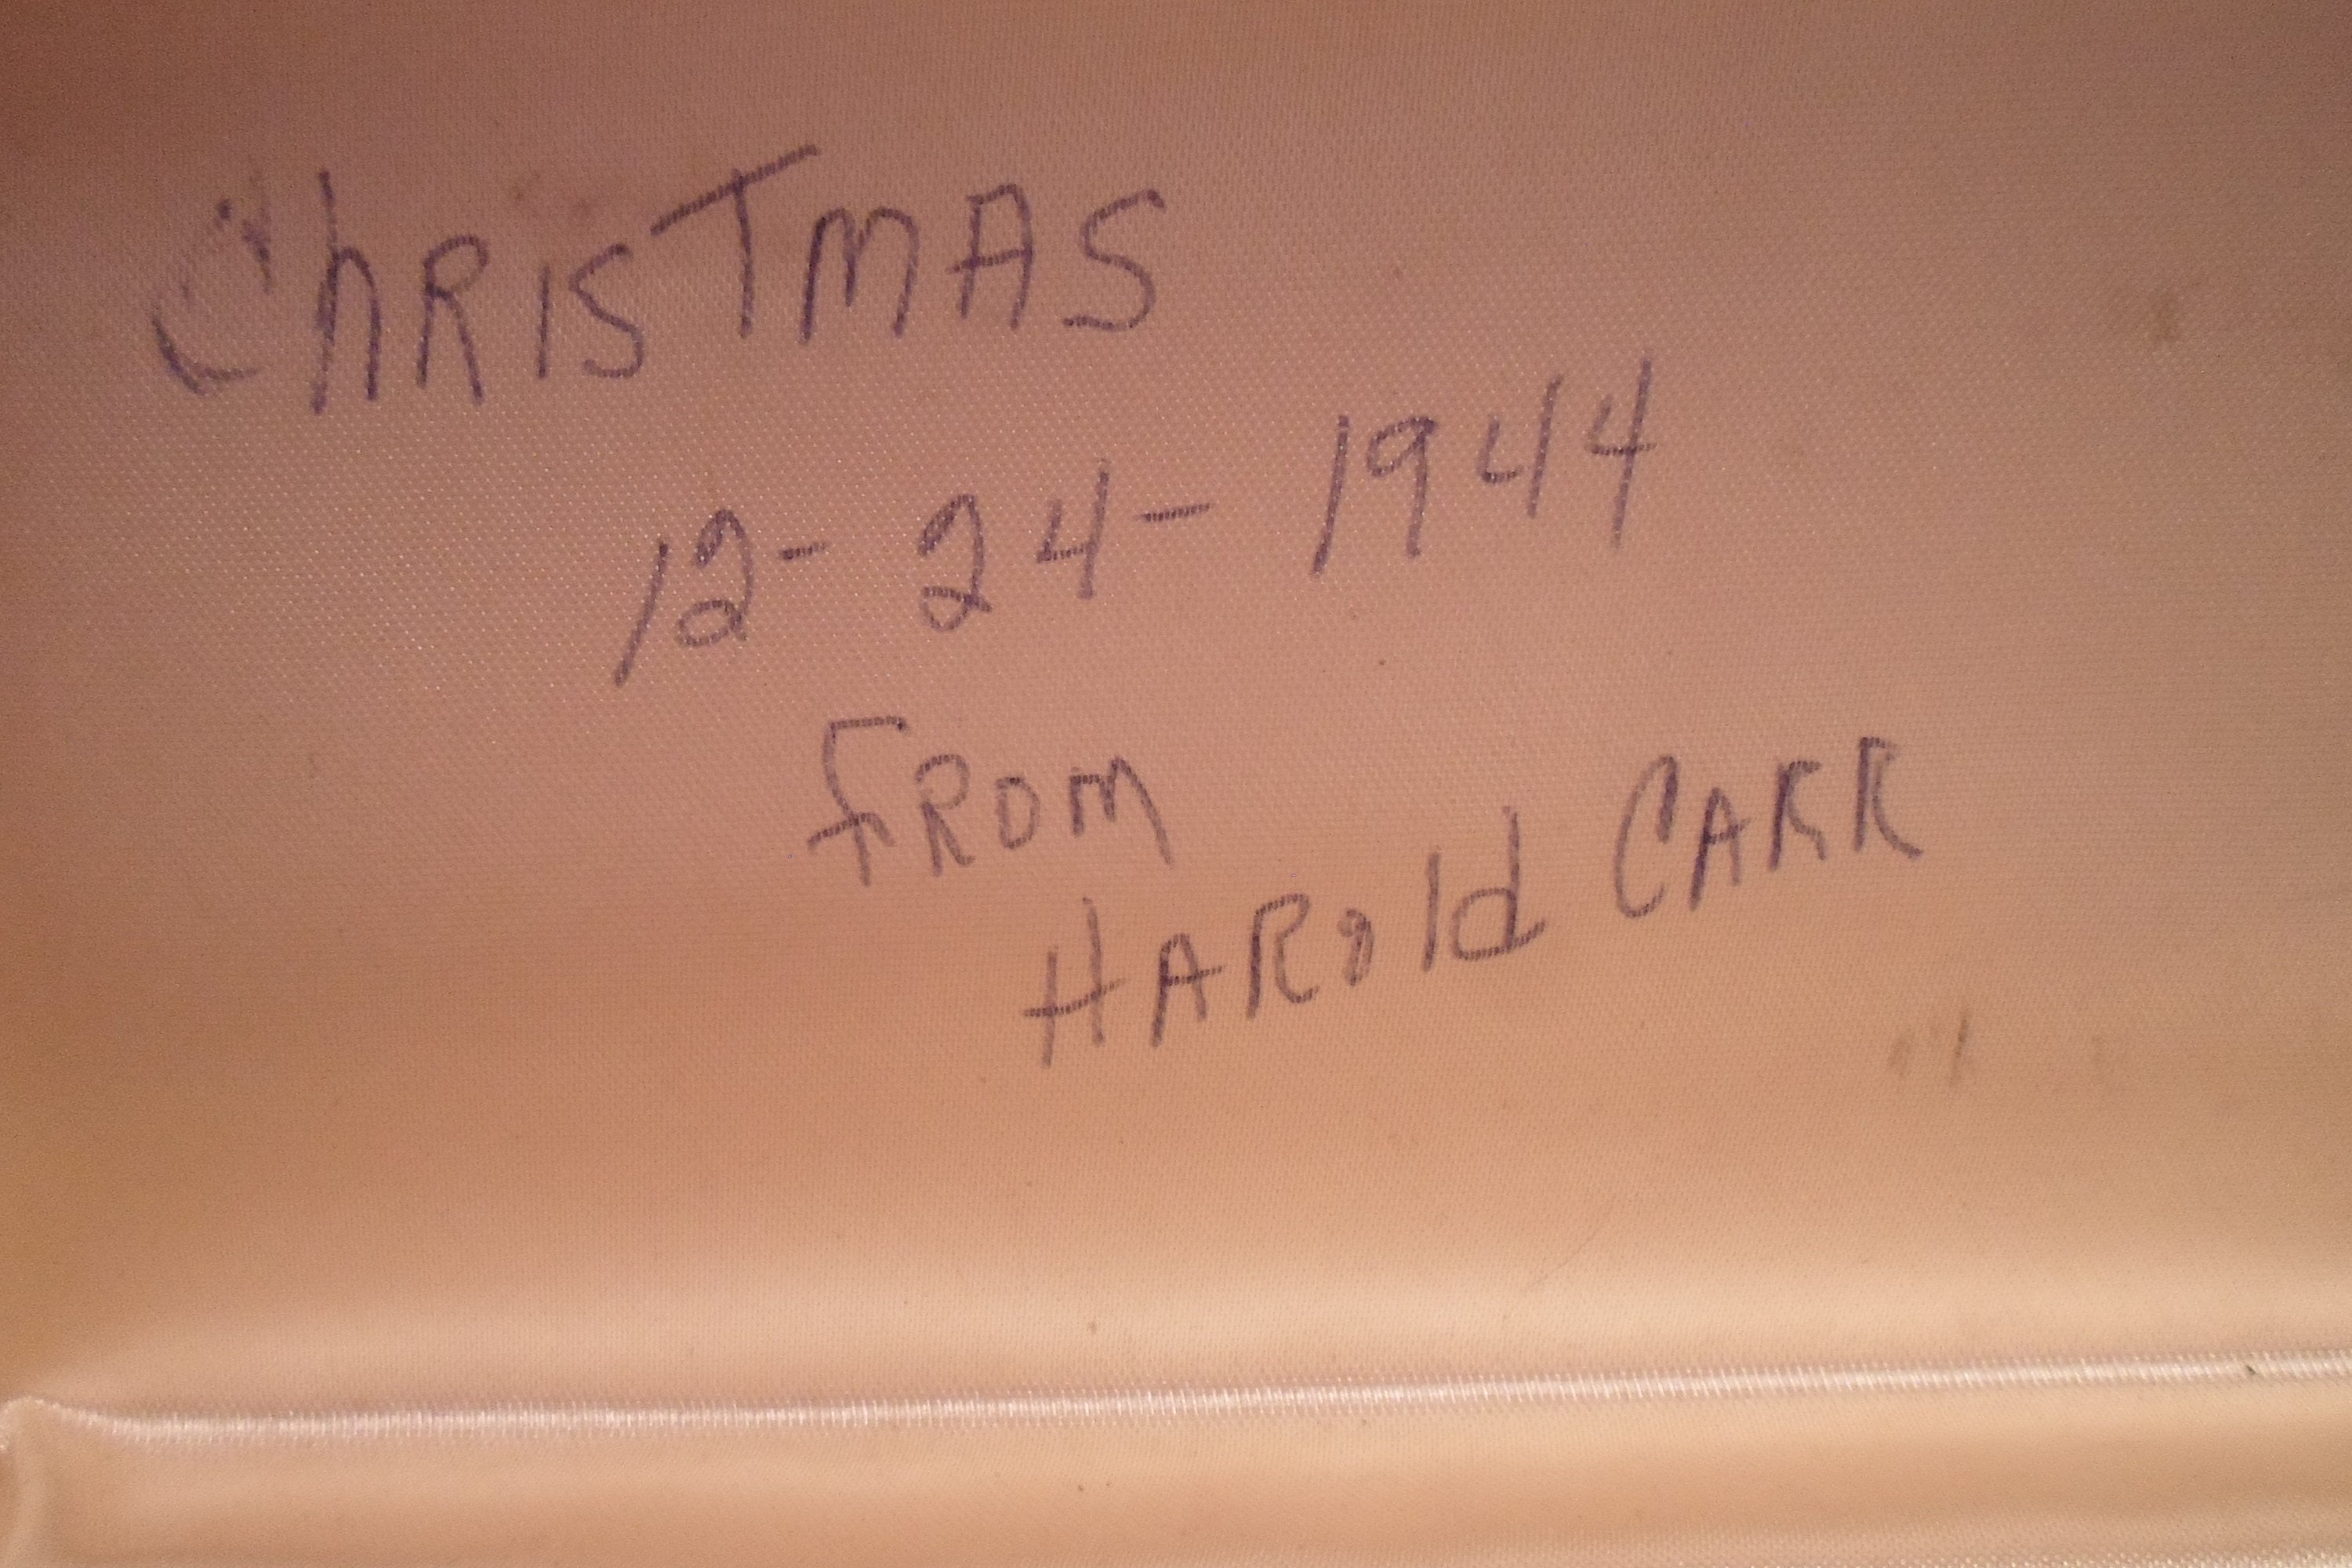 ChRISTMAS
12- 24- 1944
FROM
HAROld CARR